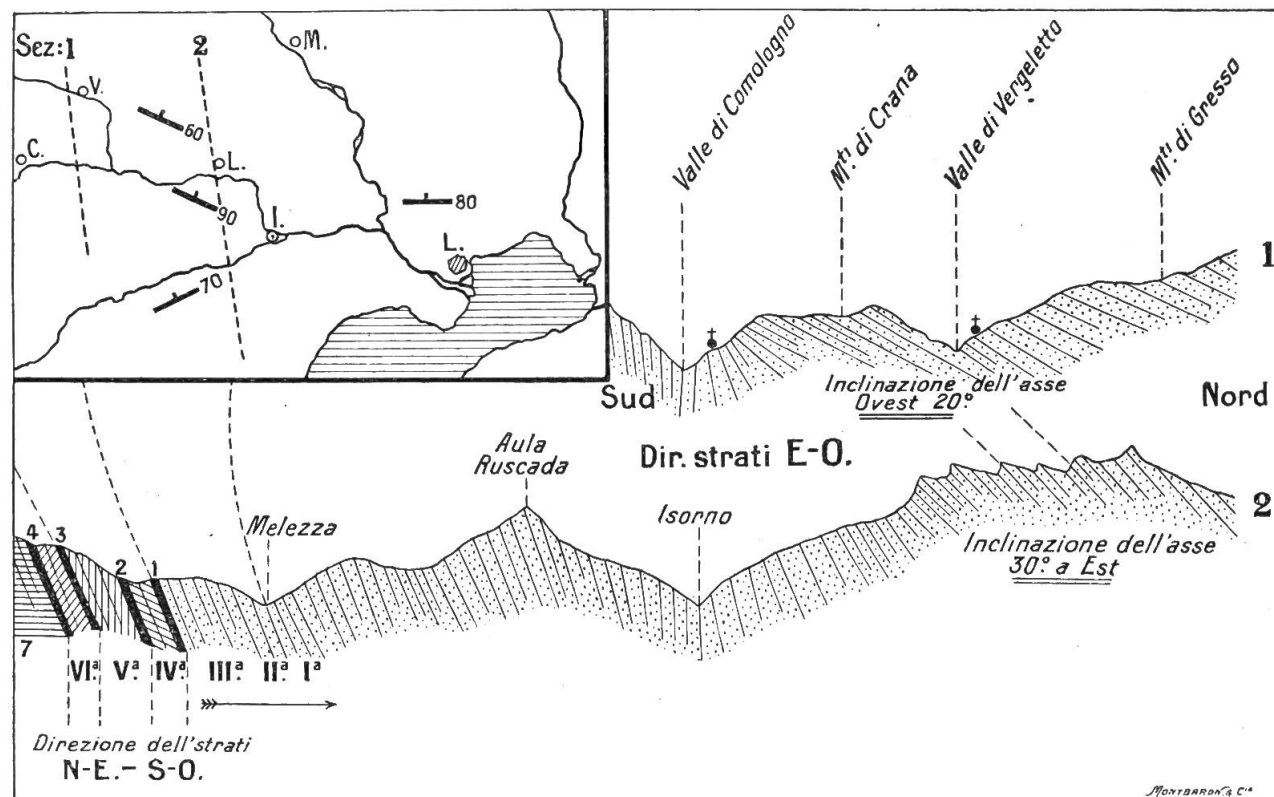 Sez: 1
2
M.
V.
60
C.
L.
90
I.
80
L.
70
Valle di Comologno
Mti di Crana
Valle di Vergeletto
Mti di Gresso
1
Sud
Inclinazione dell'asse
Ovest 20°
Nord
Dir. strati E-O.
Aula
Ruscada
Melezza
Isorno
2
Inclinazione dell'asse
30° a Est
4 3 2 1
7
VIa. Va. IVa. IIIa. IIa. Ia
Direzione dell'strati
N-E.- S-O.
MONTBARON & Cie